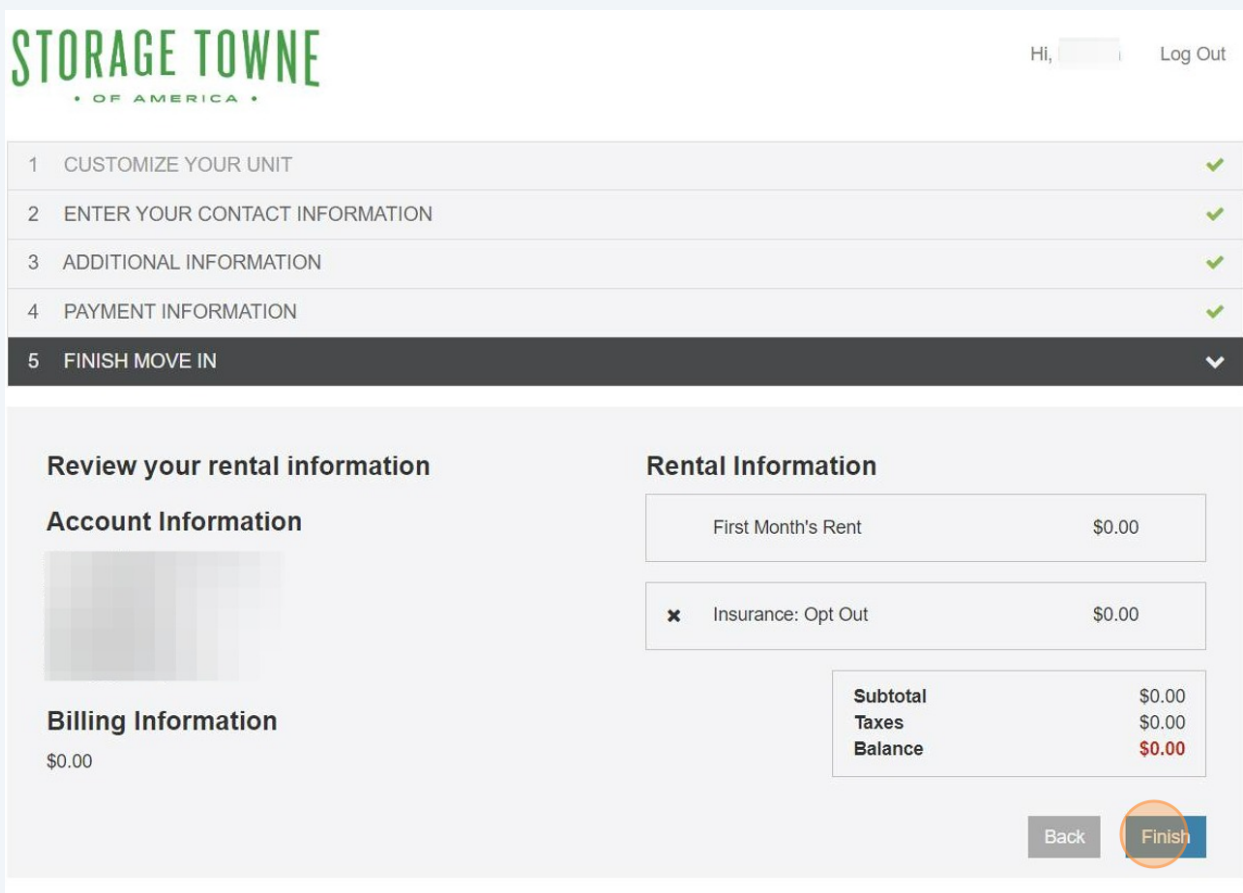 STORAGE TOWNE
• OF AMERICA •
Hi, Log Out
1 CUSTOMIZE YOUR UNIT
2 ENTER YOUR CONTACT INFORMATION
3 ADDITIONAL INFORMATION
4 PAYMENT INFORMATION
5 FINISH MOVE IN
Review your rental information
Account Information
Billing Information
$0.00
Rental Information
First Month's Rent $0.00
Insurance: Opt Out $0.00
Subtotal $0.00
Taxes $0.00
Balance $0.00
Back Finish